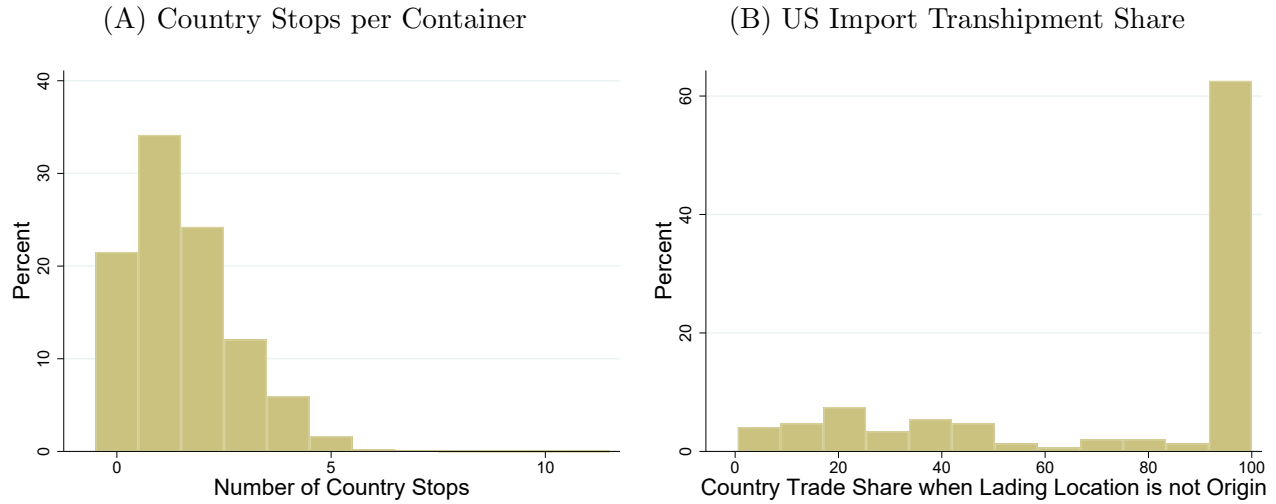 (A) Country Stops per Container
40
30
20
10
0
Percent
0 5 10
Number of Country Stops
(B) US Import Transhipment Share
60
40
20
0
Percent
0 20 40 60 80 100
Country Trade Share when Lading Location is not Origin